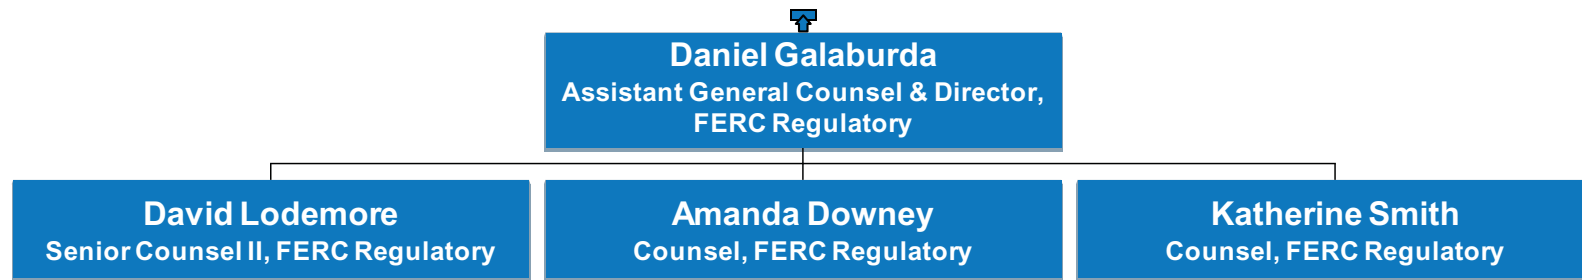 Daniel Galaburda
Assistant General Counsel & Director,
FERC Regulatory
David Lodemore
Senior Counsel II, FERC Regulatory
Amanda Downey
Counsel, FERC Regulatory
Katherine Smith
Counsel, FERC Regulatory